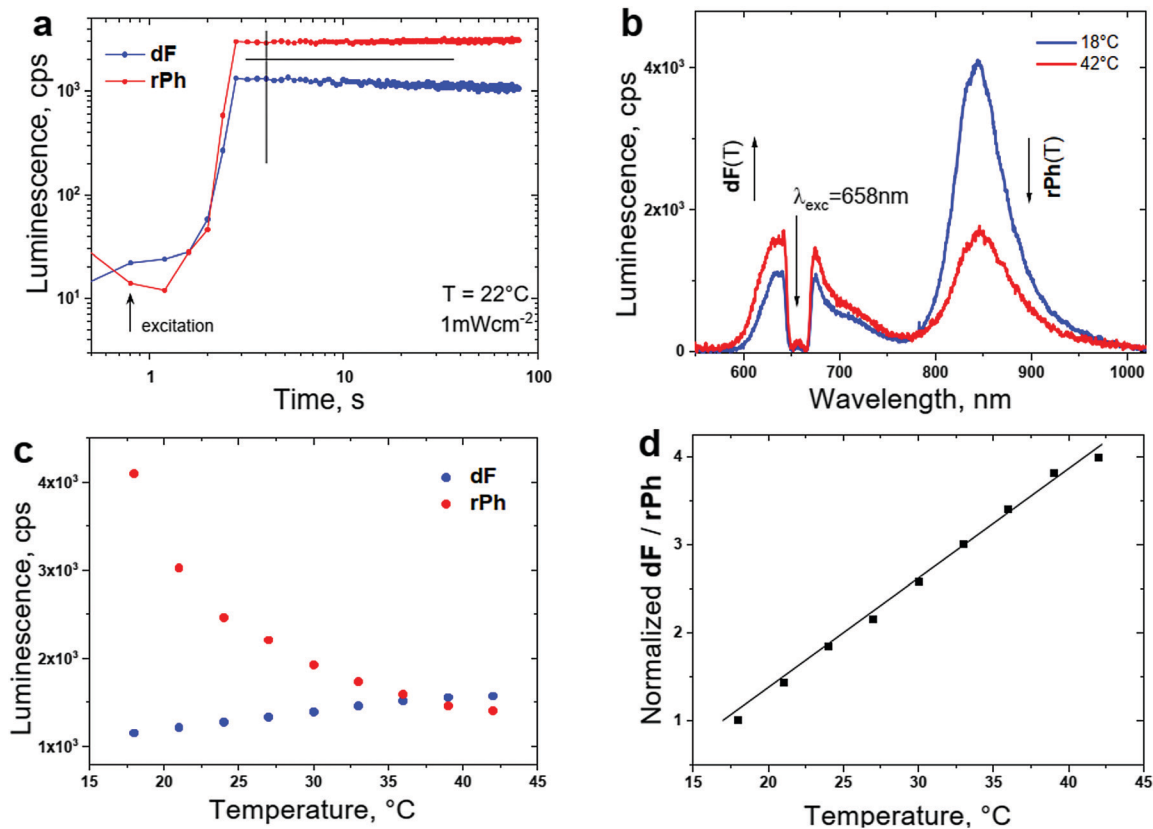 a
dF
rPh
Luminescence, cps
10³
10²
10¹
excitation
T = 22°C
1mWcm⁻²
1
10
100
Time, s
b
18°C
42°C
Luminescence, cps
4x10³
2x10³
0
dF(T)
λexc=658nm
rPh(T)
600
700
800
900
1000
Wavelength, nm
c
dF
rPh
Luminescence, cps
4x10³
3x10³
2x10³
1x10³
15
20
25
30
35
40
45
Temperature, °C
d
Normalized dF / rPh
4
3
2
1
15
20
25
30
35
40
45
Temperature, °C